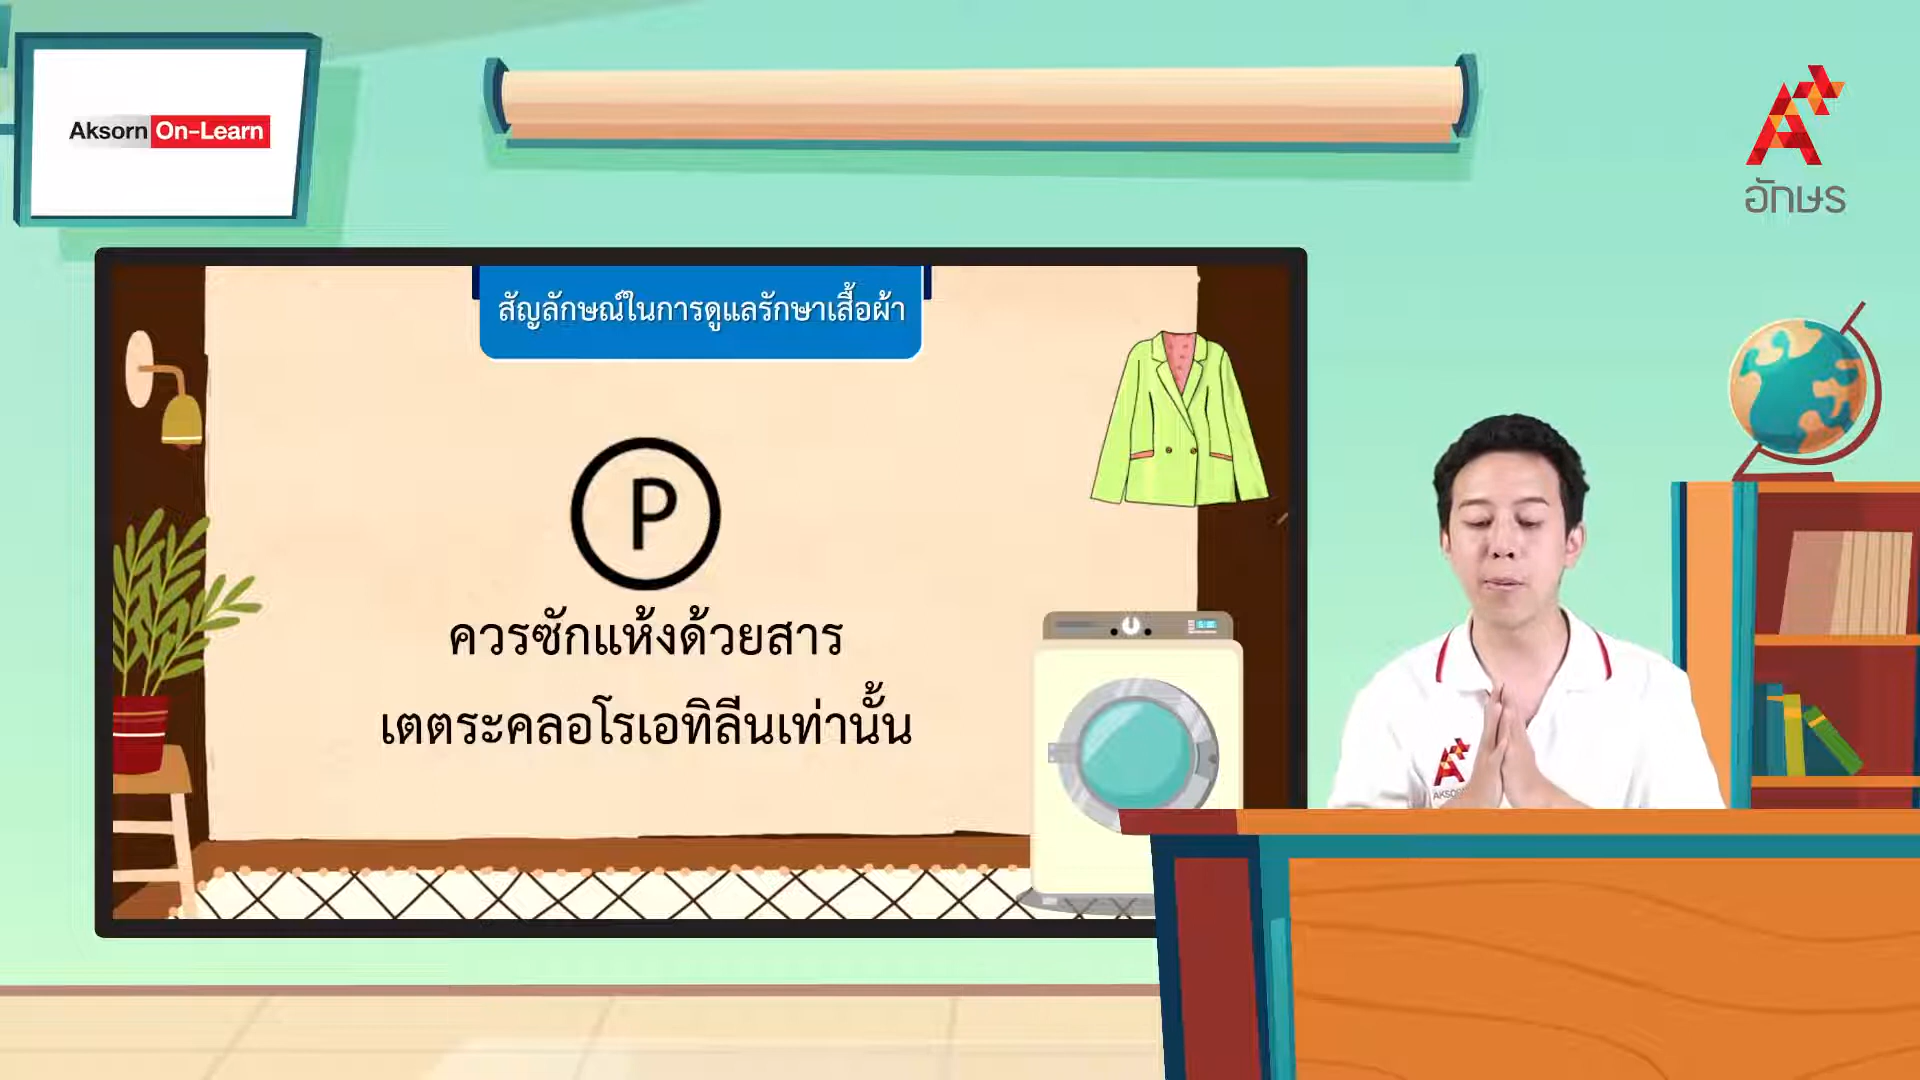 Aksorn On-Learn
อักษร
สัญลักษณ์ในการดูแลรักษาเสื้อผ้า
P
ควรซักแห้งด้วยสาร
เตตระคลอโรเอทิลีนเท่านั้น